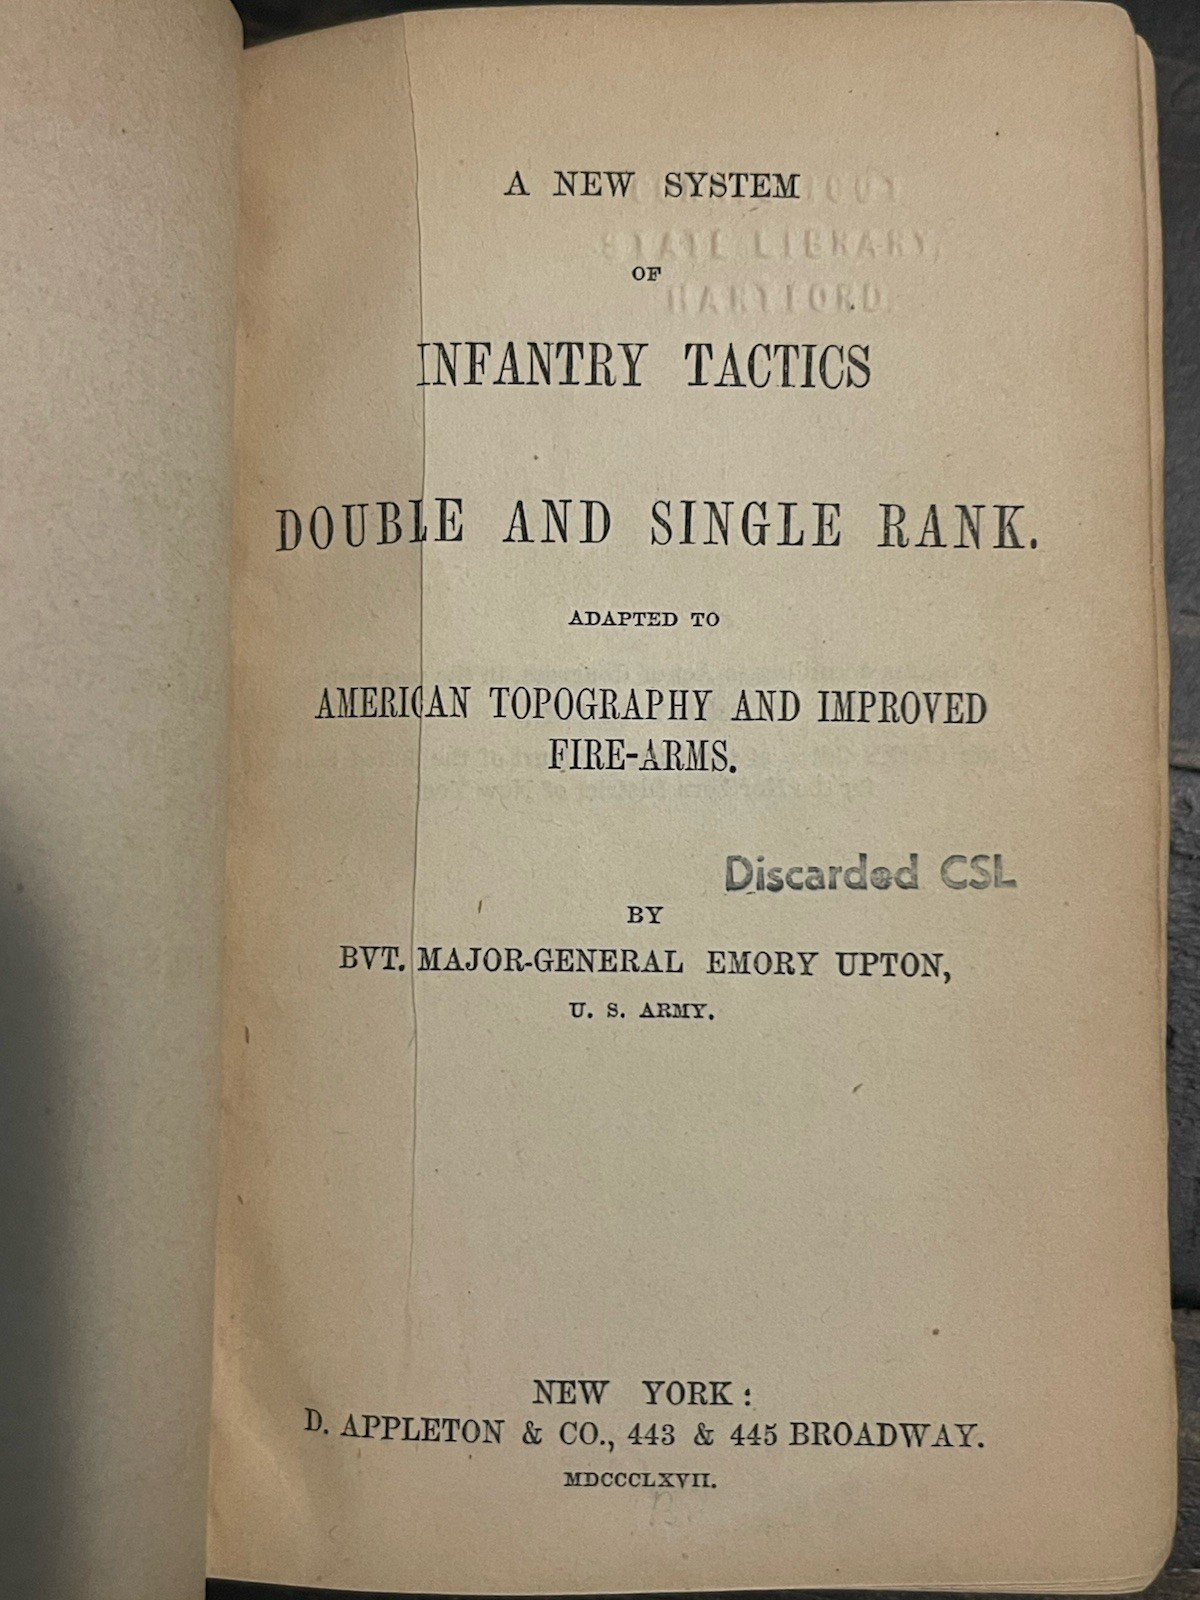 A NEW SYSTEM
STATE LIBRARY,
OF
HARTFORD.
INFANTRY TACTICS
DOUBLE AND SINGLE RANK.
ADAPTED TO
AMERICAN TOPOGRAPHY AND IMPROVED
FIRE-ARMS.
Discarded CSL
BY
BVT. MAJOR-GENERAL EMORY UPTON,
U. S. ARMY.
NEW YORK:
D. APPLETON & CO., 443 & 445 BROADWAY.
MDCCCLXVII.